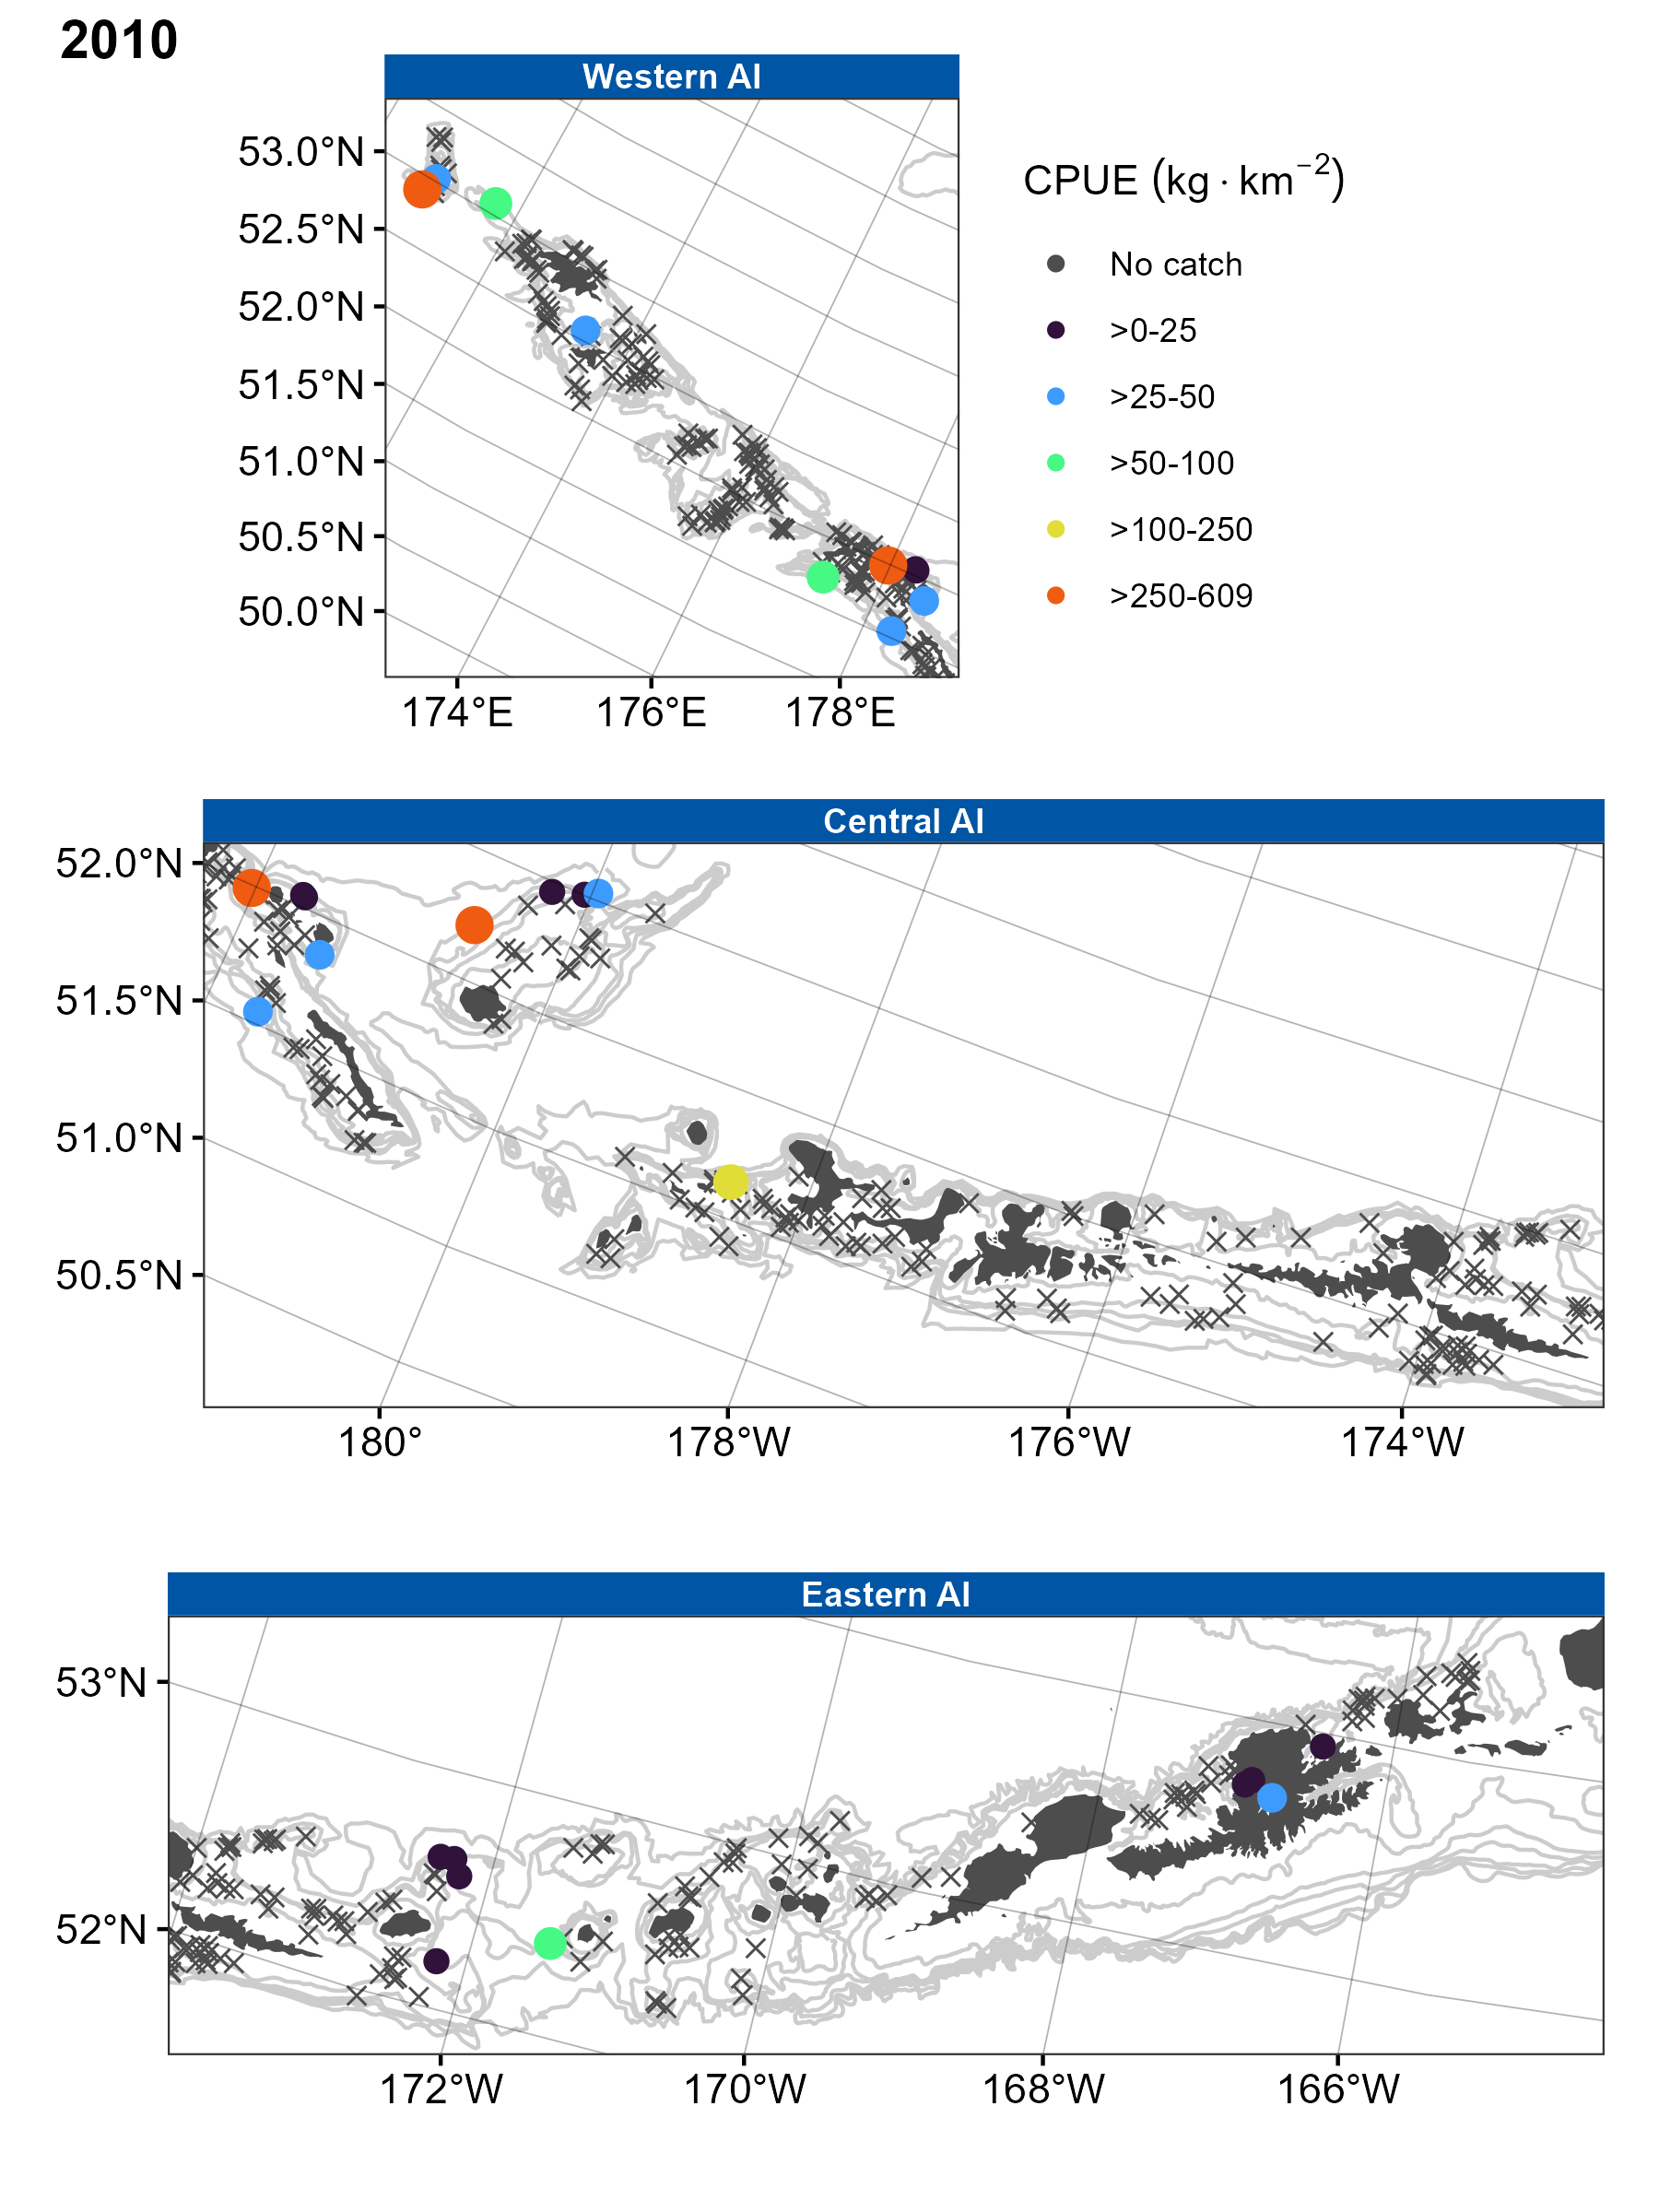 2010
Western AI
53.0°N
52.5°N
52.0°N
51.5°N
51.0°N
50.5°N
50.0°N
174°E 176°E 178°E
CPUE (kg · km⁻²)
No catch
>0-25
>25-50
>50-100
>100-250
>250-609
Central AI
52.0°N
51.5°N
51.0°N
50.5°N
180° 178°W 176°W 174°W
Eastern AI
53°N
52°N
172°W 170°W 168°W 166°W